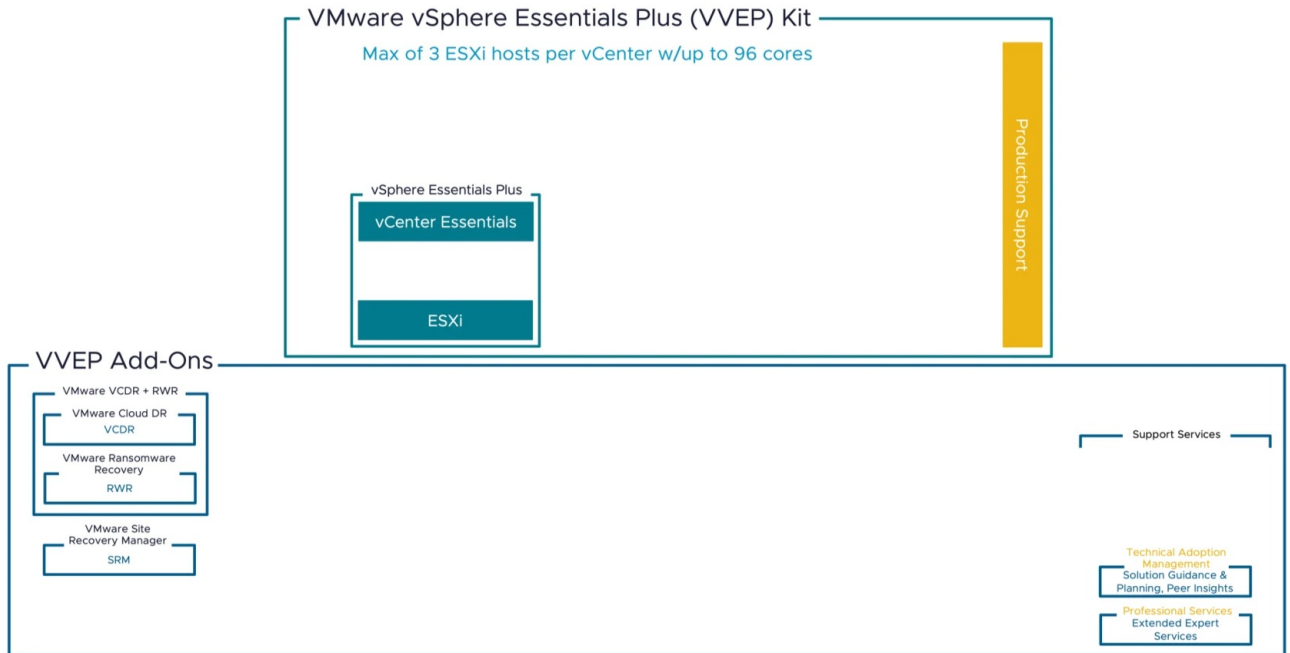 VMware vSphere Essentials Plus (VVEP) Kit
Max of 3 ESXi hosts per vCenter w/up to 96 cores
vSphere Essentials Plus
vCenter Essentials
ESXi
Production Support
VVEP Add-Ons
VMware VCDR + RWR
VMware Cloud DR
VCDR
VMware Ransomware
Recovery
RWR
VMware Site
Recovery Manager
SRM
Support Services
Technical Adoption
Management
Solution Guidance &
Planning, Peer Insights
Professional Services
Extended Expert
Services